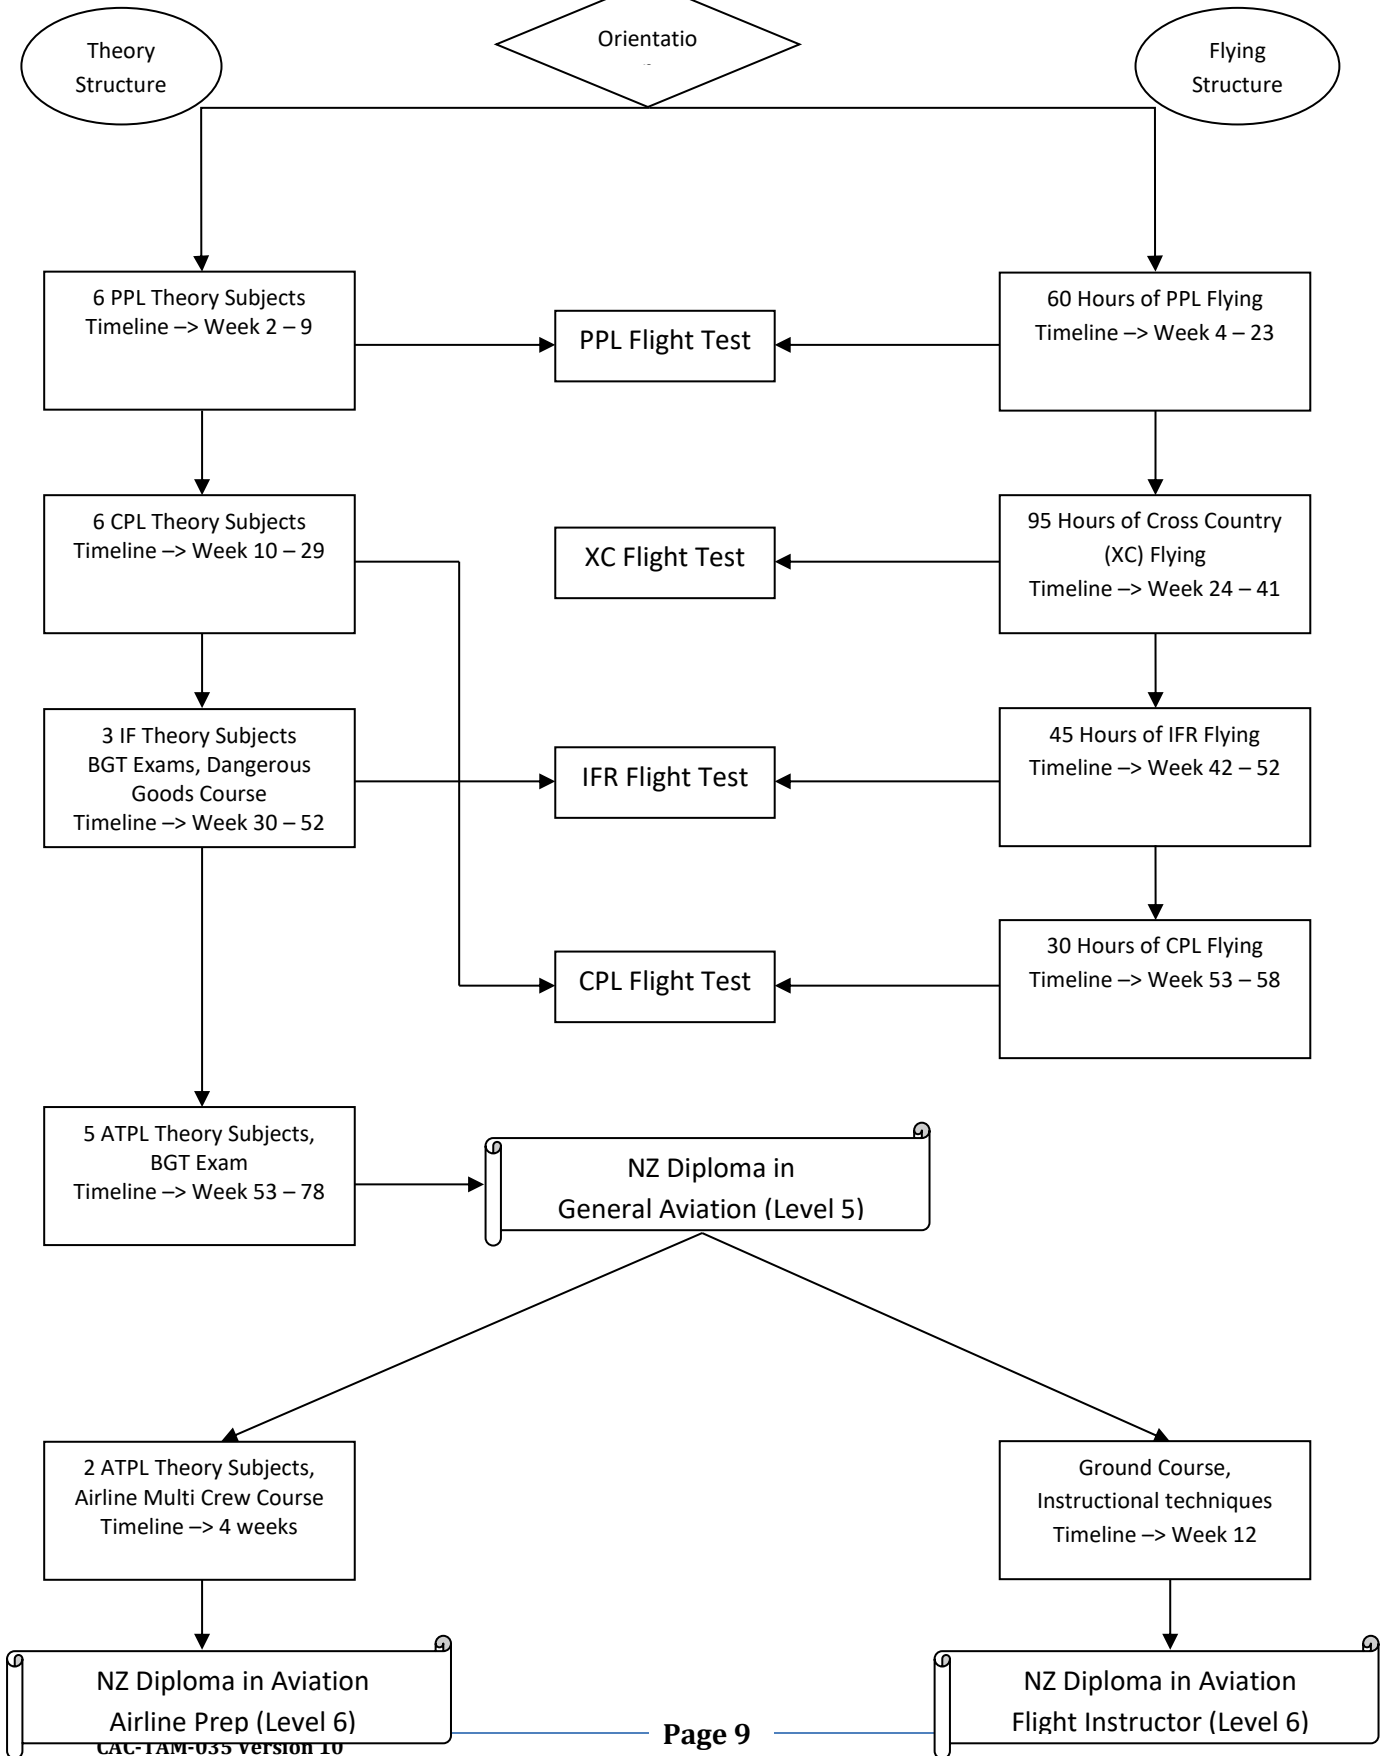 Theory
Structure
Orientatio
Flying
Structure
6 PPL Theory Subjects
Timeline –> Week 2 – 9
PPL Flight Test
60 Hours of PPL Flying
Timeline –> Week 4 – 23
6 CPL Theory Subjects
Timeline –> Week 10 – 29
XC Flight Test
95 Hours of Cross Country
(XC) Flying
Timeline –> Week 24 – 41
3 IF Theory Subjects
BGT Exams, Dangerous
Goods Course
Timeline –> Week 30 – 52
IFR Flight Test
45 Hours of IFR Flying
Timeline –> Week 42 – 52
CPL Flight Test
30 Hours of CPL Flying
Timeline –> Week 53 – 58
5 ATPL Theory Subjects,
BGT Exam
Timeline –> Week 53 – 78
NZ Diploma in
General Aviation (Level 5)
2 ATPL Theory Subjects,
Airline Multi Crew Course
Timeline –> 4 weeks
Ground Course,
Instructional techniques
Timeline –> Week 12
NZ Diploma in Aviation
Airline Prep (Level 6)
NZ Diploma in Aviation
Flight Instructor (Level 6)
Page 9
CAC-TAM-035 Version 10